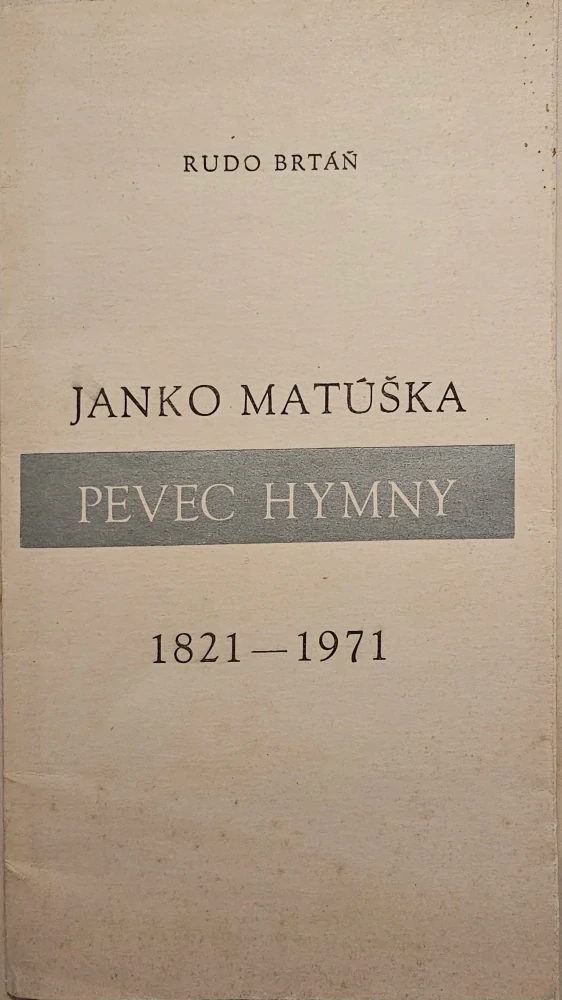 RUDO BRTÁŇ
JANKO MATÚŠKA
PEVEC HYMNY
1821—1971